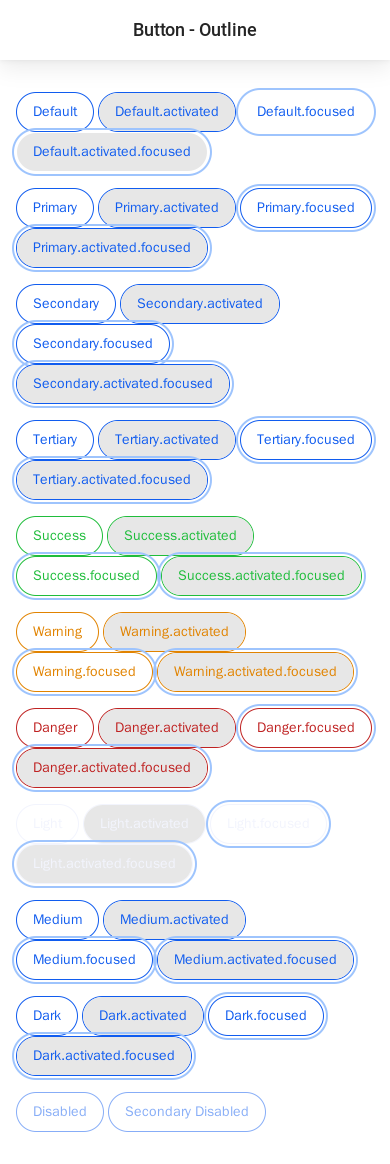 Button - Outline
Default Default.activated Default.focused
Default.activated.focused
Primary Primary.activated Primary.focused
Primary.activated.focused
Secondary Secondary.activated
Secondary.focused
Secondary.activated.focused
Tertiary Tertiary.activated Tertiary.focused
Tertiary.activated.focused
Success Success.activated
Success.focused Success.activated.focused
Warning Warning.activated
Warning.focused Warning.activated.focused
Danger Danger.activated Danger.focused
Danger.activated.focused
Light Light.activated Light.focused
Light.activated.focused
Medium Medium.activated
Medium.focused Medium.activated.focused
Dark Dark.activated Dark.focused
Dark.activated.focused
Disabled Secondary Disabled